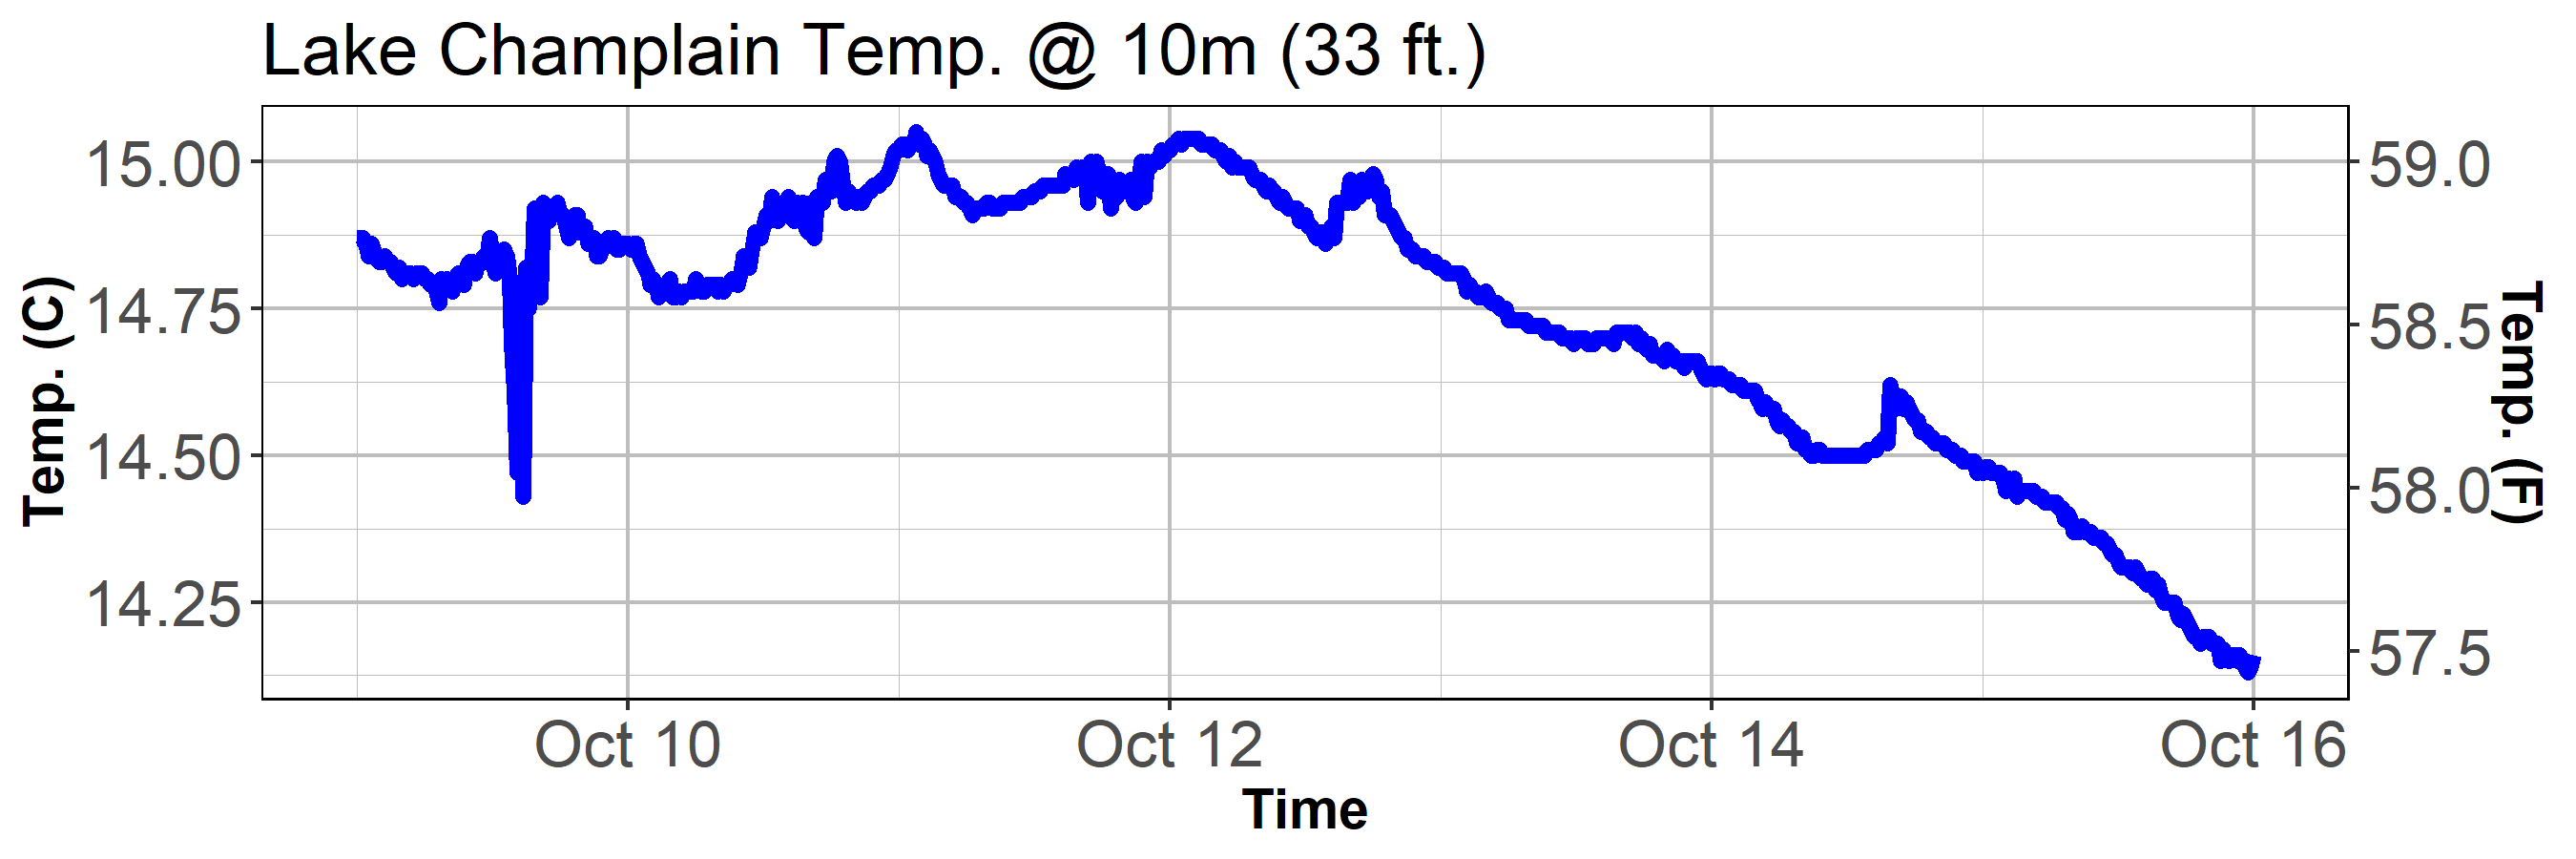 Lake Champlain Temp. @ 10m (33 ft.)
Temp. (C)
15.00
14.75
14.50
14.25
59.0
58.5
58.0
57.5
Temp. (F)
Oct 10 Oct 12 Oct 14 Oct 16
Time